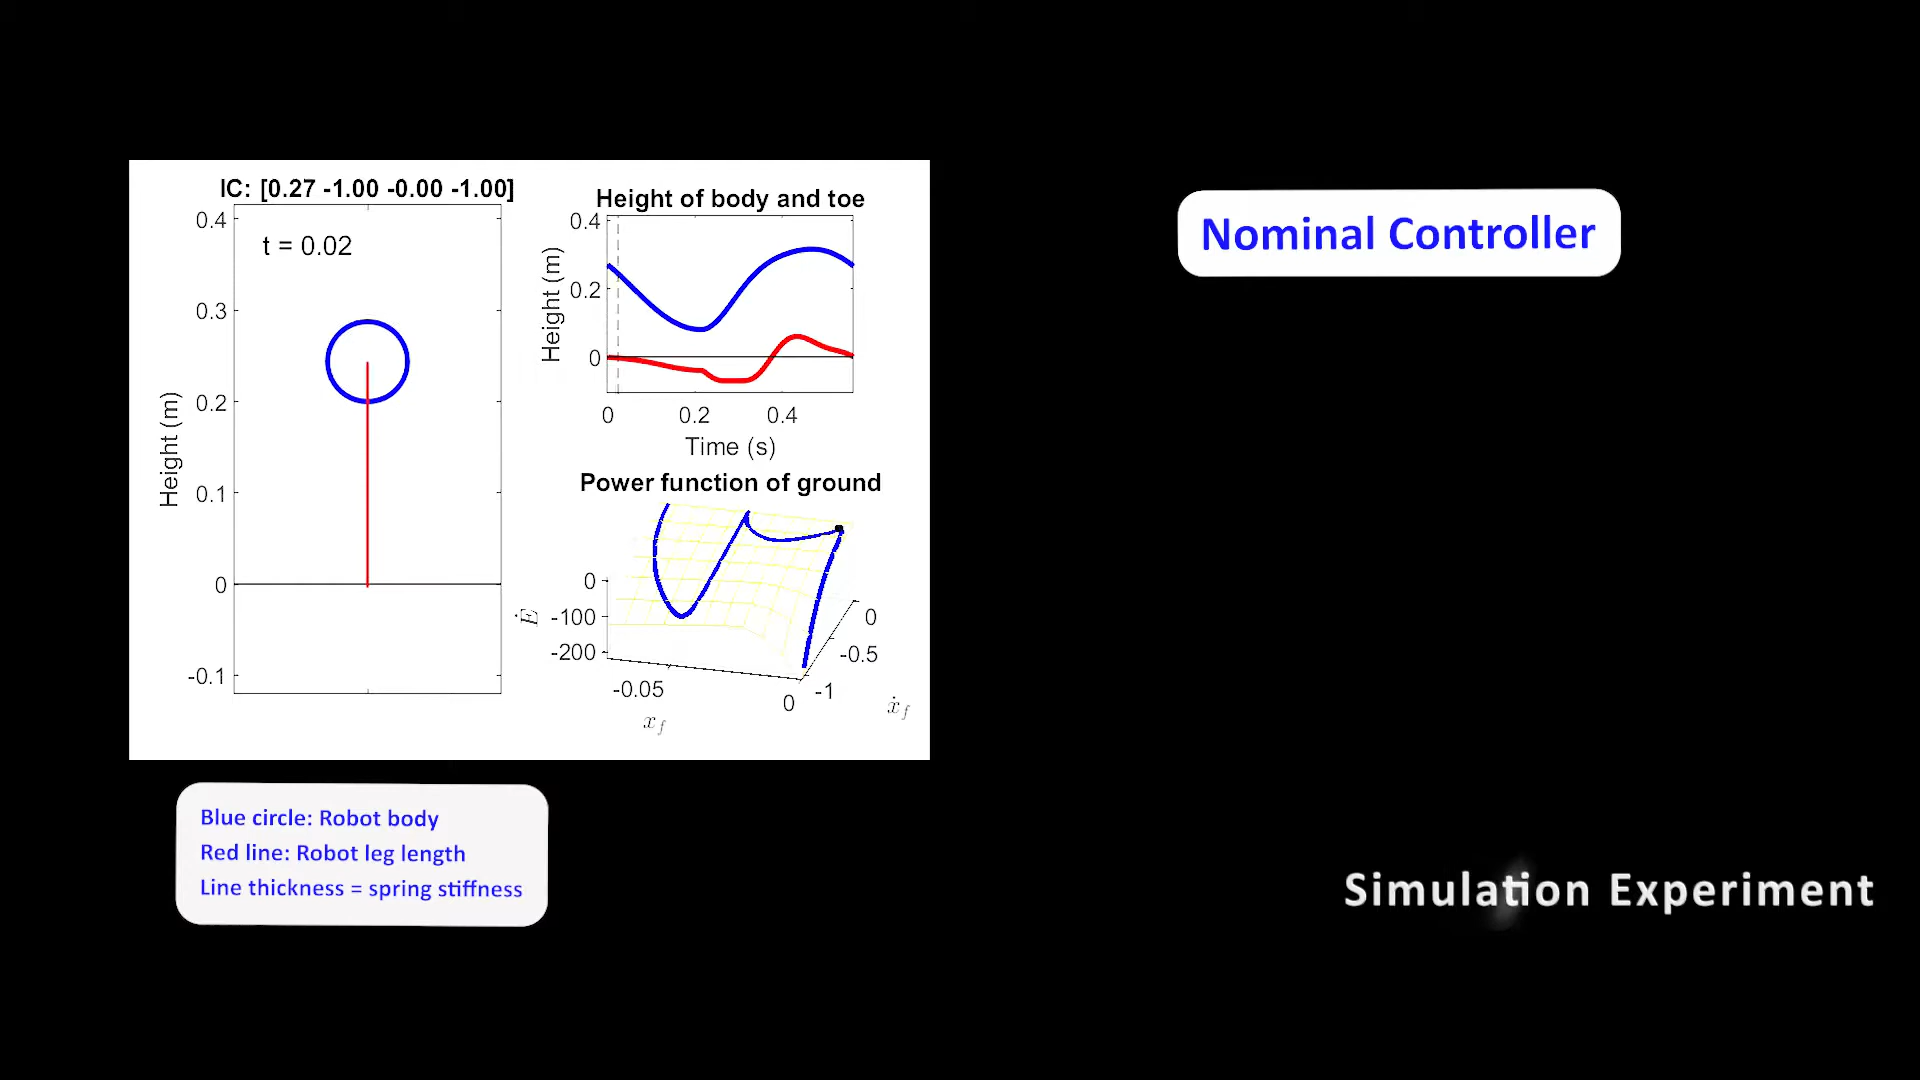 IC: [0.27 -1.00 -0.00 -1.00]
t = 0.02
0.4
0.3
0.2
0.1
0
-0.1
Height (m)
Height of body and toe
0.4
0.2
0
Height (m)
0
0.2
0.4
Time (s)
Power function of ground
0
-100
-200
Ė
-0.05
0
x_f
-1
-0.5
0
ẋ_f
Nominal Controller
Blue circle: Robot body
Red line: Robot leg length
Line thickness = spring stiffness
Simulation Experiment